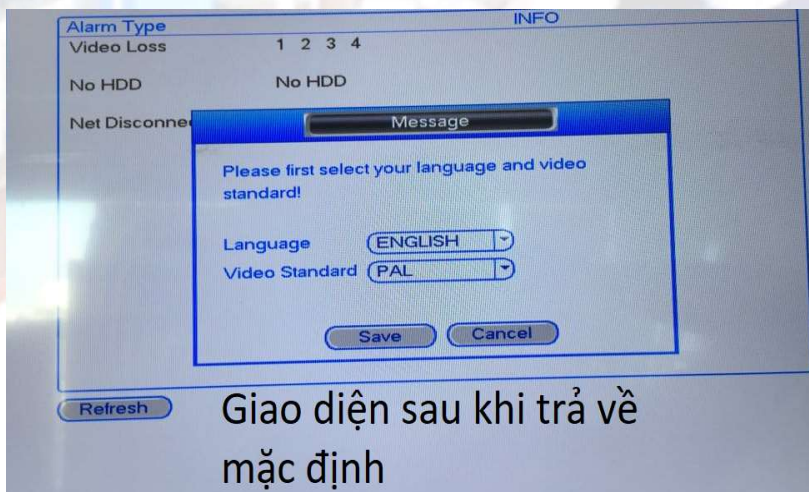 Alarm Type INFO
Video Loss 1 2 3 4
No HDD No HDD
Net Disconne
Message
Please first select your language and video
standard!
Language ENGLISH
Video Standard PAL
Save Cancel
Refresh
Giao diện sau khi trả về
mặc định